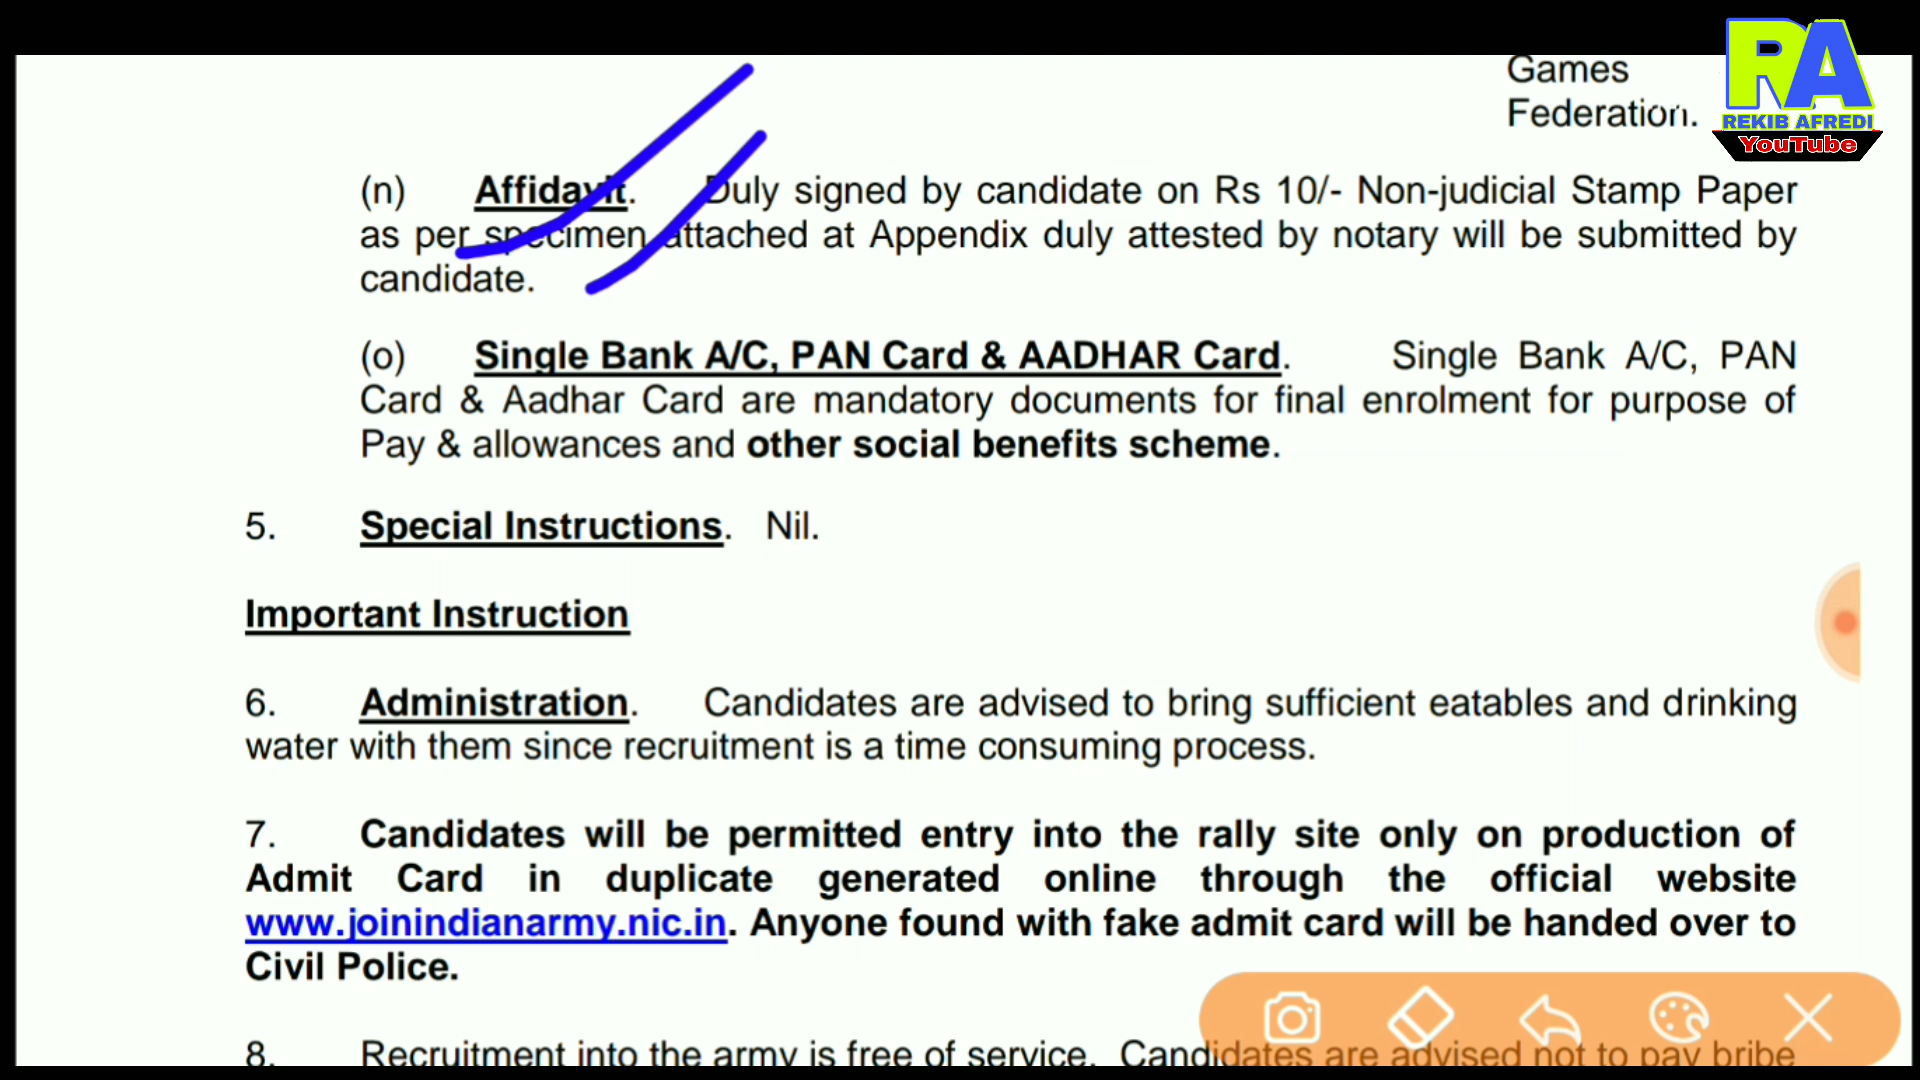 Games
Federation.
RA
REKIB AFREDI
YouTube
(n) Affidavit. Duly signed by candidate on Rs 10/- Non-judicial Stamp Paper
as per specimen attached at Appendix duly attested by notary will be submitted by
candidate.
(o) Single Bank A/C, PAN Card & AADHAR Card. Single Bank A/C, PAN
Card & Aadhar Card are mandatory documents for final enrolment for purpose of
Pay & allowances and other social benefits scheme.
5. Special Instructions. Nil.
Important Instruction
6. Administration. Candidates are advised to bring sufficient eatables and drinking
water with them since recruitment is a time consuming process.
7. Candidates will be permitted entry into the rally site only on production of
Admit Card in duplicate generated online through the official website
www.joinindianarmy.nic.in. Anyone found with fake admit card will be handed over to
Civil Police.
8. Recruitment into the army is free of service. Candidates are advised not to pay bribe